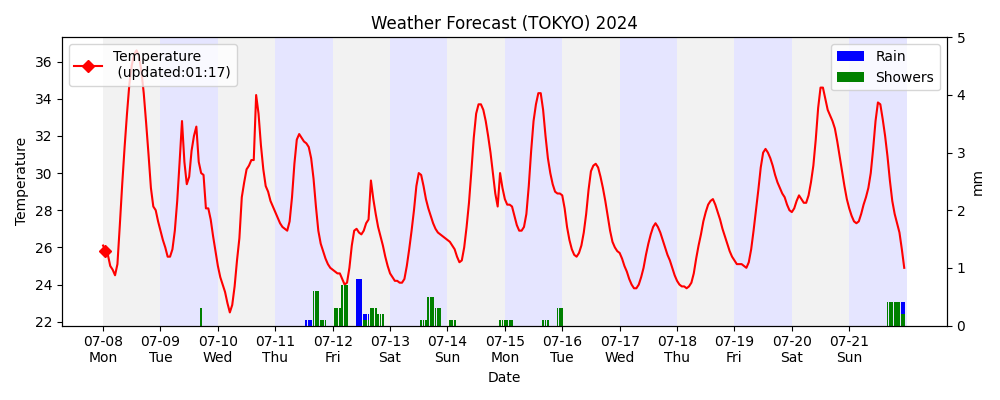 Weather Forecast (TOKYO) 2024
Temperature
(updated:01:17)
Rain
Showers
Temperature
36
34
32
30
28
26
24
22
5
4
3
2
1
0
mm
07-08 07-09 07-10 07-11 07-12 07-13 07-14 07-15 07-16 07-17 07-18 07-19 07-20 07-21
Mon Tue Wed Thu Fri Sat Sun Mon Tue Wed Thu Fri Sat Sun
Date